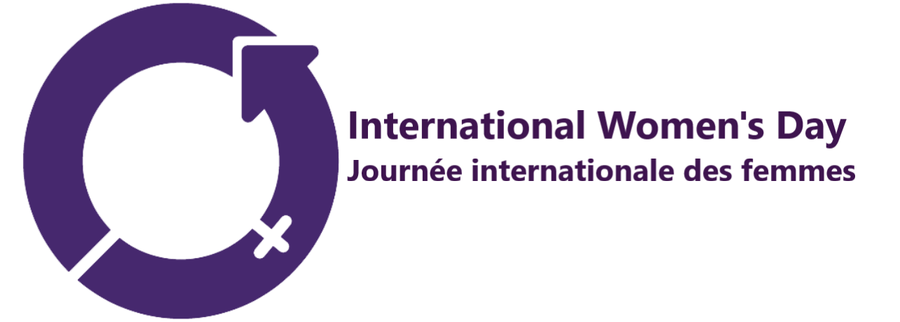 International Women's Day
Journée internationale des femmes